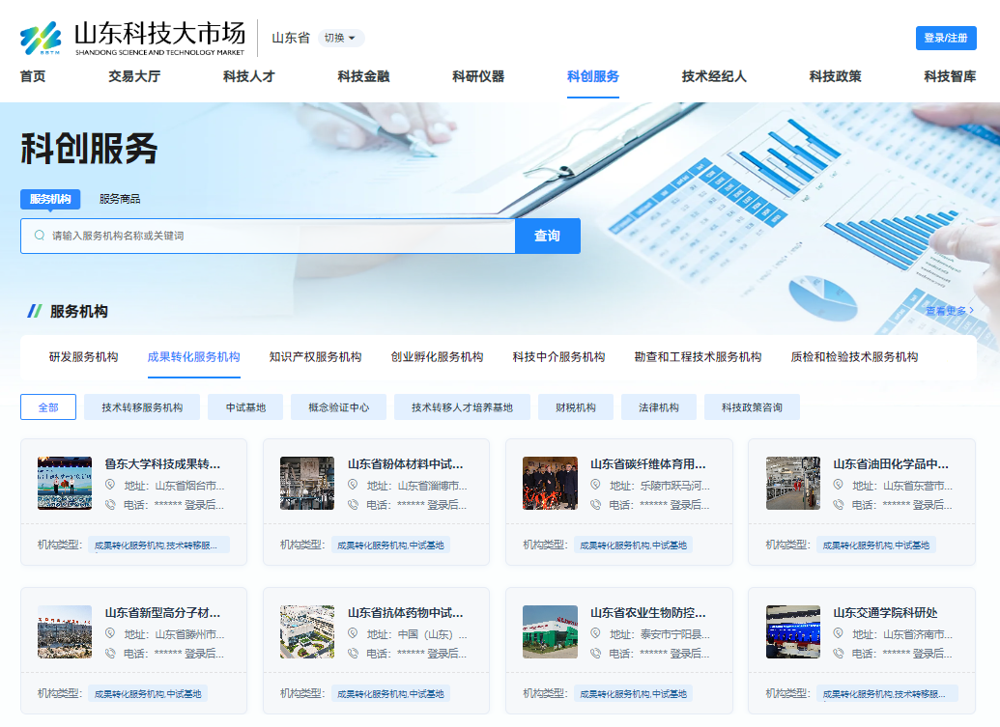 山东科技大市场
SHANDONG SCIENCE AND TECHNOLOGY MARKET
山东省 切换
登录/注册
首页 交易大厅 科技人才 科技金融 科研仪器 科创服务 技术经纪人 科技政策 科技智库
科创服务
服务机构 服务商品
请输入服务机构名称或关键词 查询
服务机构 查看更多
研发服务机构 成果转化服务机构 知识产权服务机构 创业孵化服务机构 科技中介服务机构 勘查和工程技术服务机构 质检和检验技术服务机构
全部 技术转移服务机构 中试基地 概念验证中心 技术转移人才培养基地 财税机构 法律机构 科技政策咨询
鲁东大学科技成果转... 山东省粉体材料中试... 山东省碳纤维体育用... 山东省油田化学品中...
地址：山东省烟台市... 地址：山东省淄博市... 地址：乐陵市跃马河... 地址：山东省东营市...
电话：****** 登录后... 电话：****** 登录后... 电话：****** 登录后... 电话：****** 登录后...
机构类型： 成果转化服务机构,技术转移服... 机构类型： 成果转化服务机构,中试基地 机构类型： 成果转化服务机构,中试基地 机构类型： 成果转化服务机构,中试基地
山东省新型高分子材... 山东省抗体药物中试... 山东省农业生物防控... 山东交通学院科研处
地址：山东省滕州市... 地址：中国（山东）... 地址：泰安市宁阳县... 地址：山东省济南市...
电话：****** 登录后... 电话：****** 登录后... 电话：****** 登录后... 电话：****** 登录后...
机构类型： 成果转化服务机构,中试基地 机构类型： 成果转化服务机构,中试基地 机构类型： 成果转化服务机构,中试基地 机构类型： 成果转化服务机构,技术转移服...